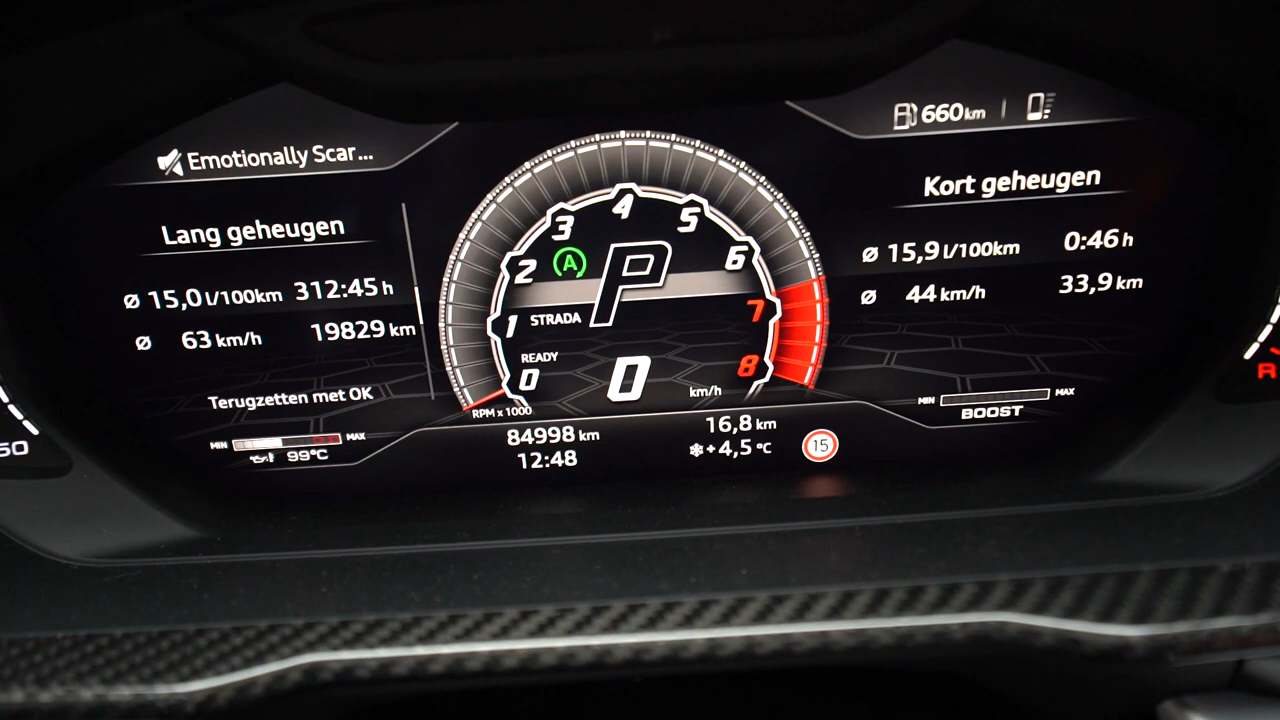 Emotionally Scar...
660 km
Lang geheugen
Ø 15,0 l/100km 312:45 h
Ø 63 km/h 19829 km
Terugzetten met OK
MIN MAX
99°C
0 1 2 3 4 5 6 7 8
A
P
STRADA
READY
0 km/h
RPM x 1000
84998 km
12:48
16,8 km
+4,5 °C
15
Kort geheugen
Ø 15,9 l/100km 0:46 h
Ø 44 km/h 33,9 km
MIN MAX
BOOST
R